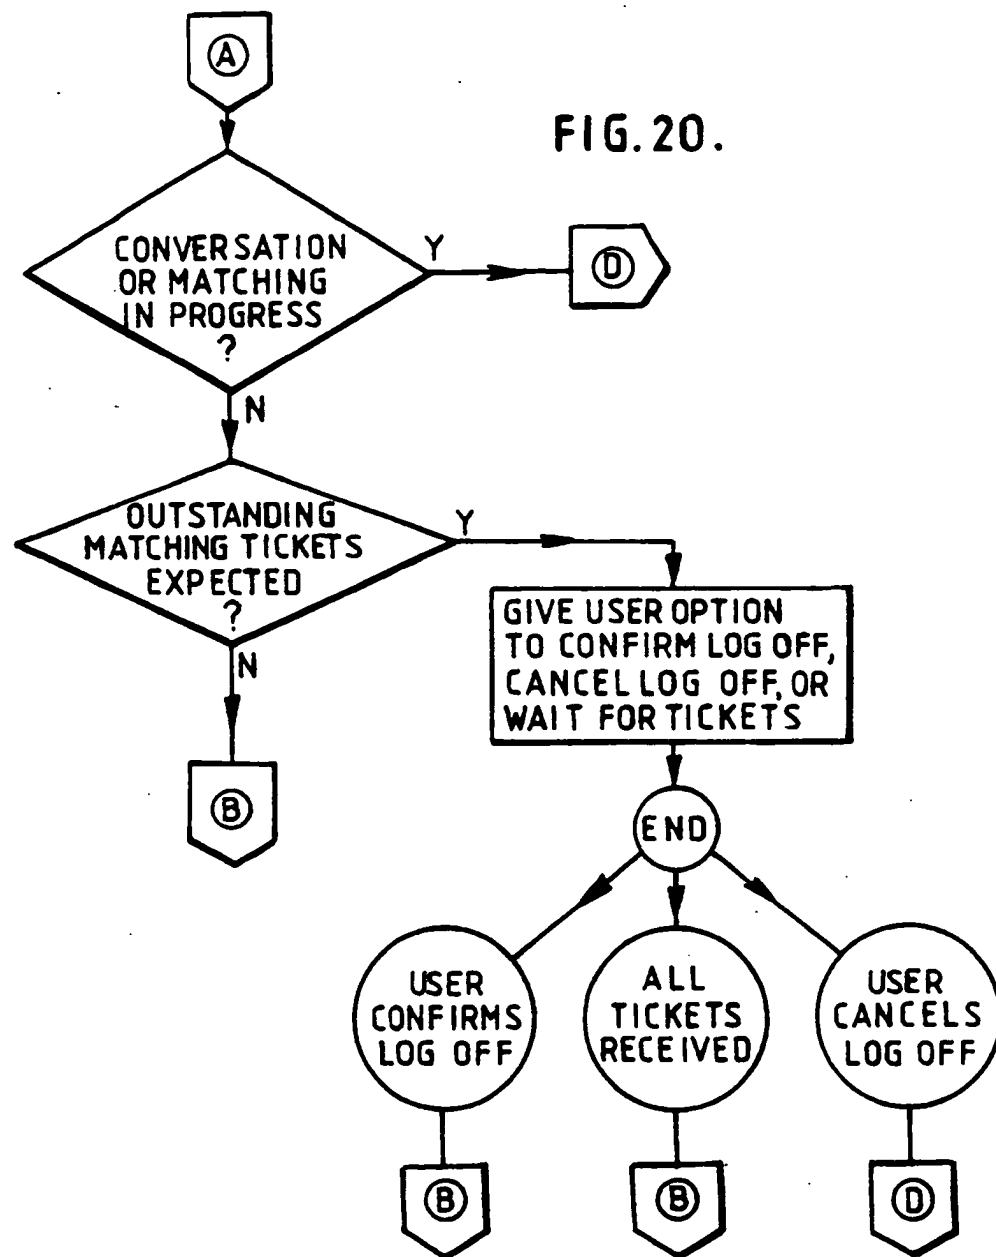 A
FIG. 20.
CONVERSATION
OR MATCHING
IN PROGRESS
?
Y
D
N
OUTSTANDING
MATCHING TICKETS
EXPECTED
?
Y
N
B
GIVE USER OPTION
TO CONFIRM LOG OFF,
CANCEL LOG OFF, OR
WAIT FOR TICKETS
END
USER
CONFIRMS
LOG OFF
ALL
TICKETS
RECEIVED
USER
CANCELS
LOG OFF
B
B
D